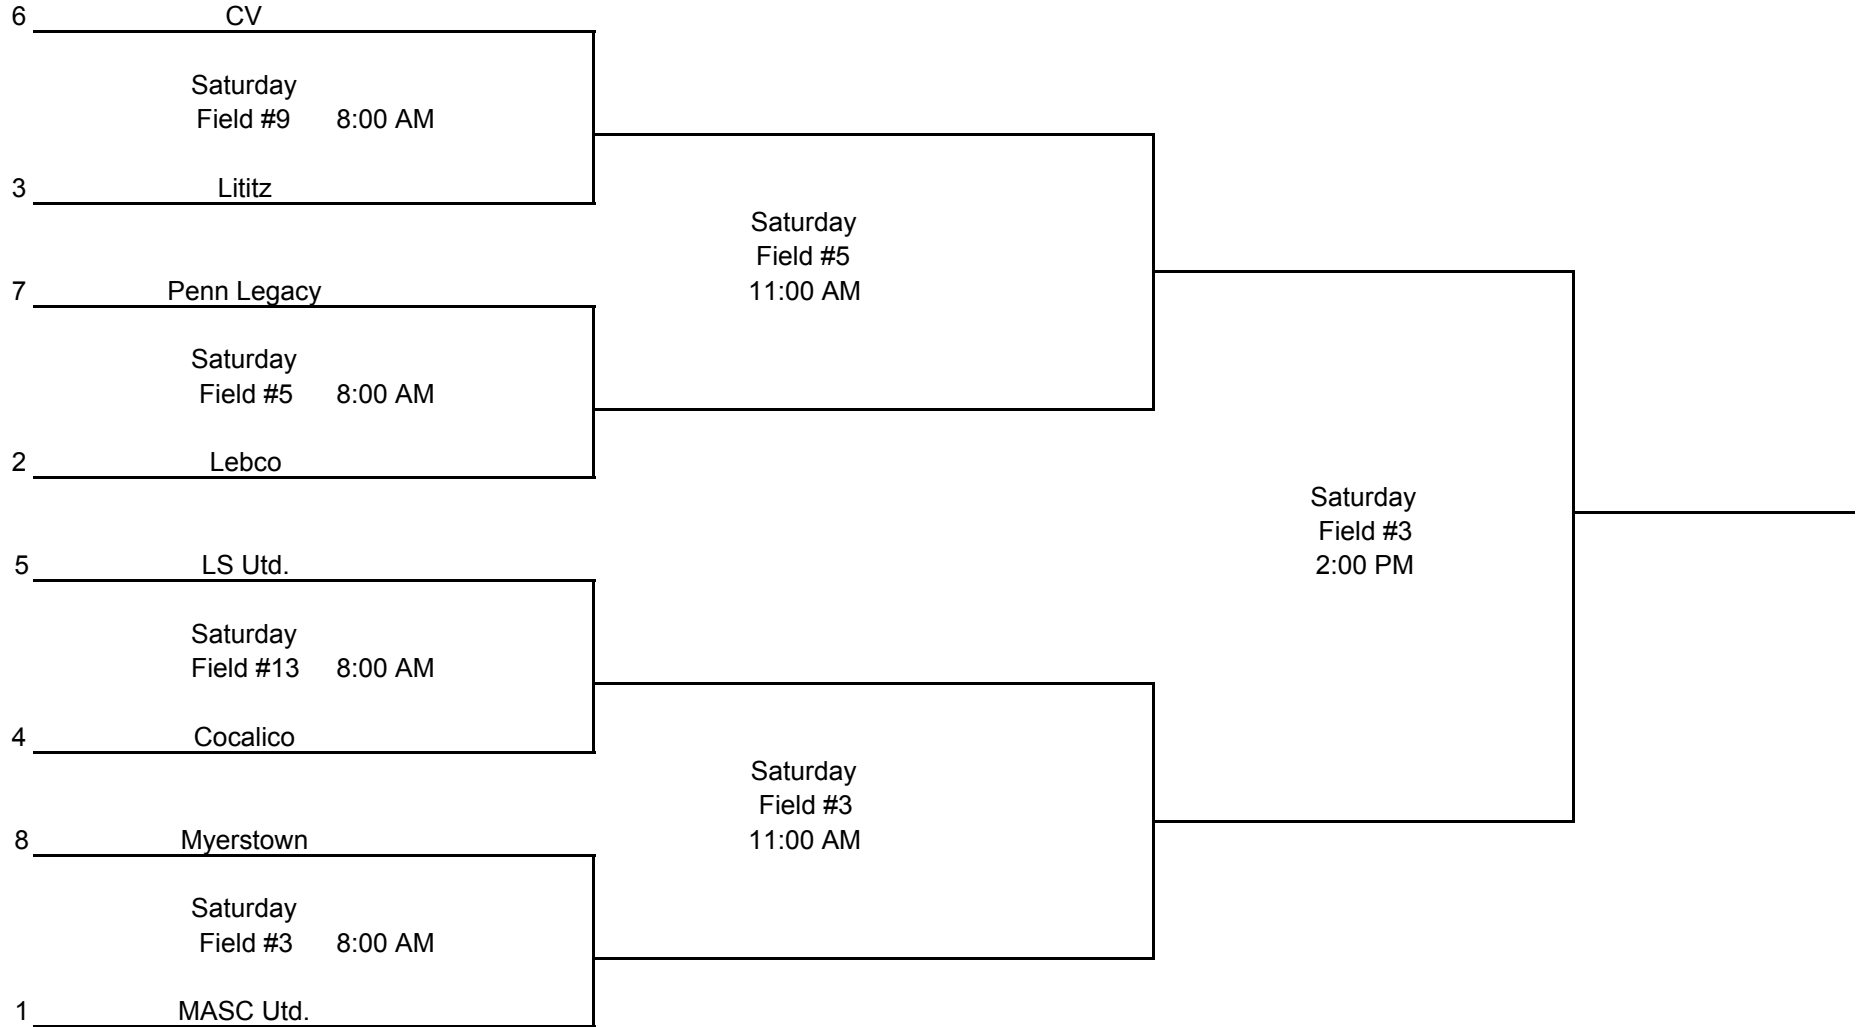 6 CV
Saturday
Field #9 8:00 AM
3 Lititz
Saturday
Field #5
7 Penn Legacy 11:00 AM
Saturday
Field #5 8:00 AM
2 Lebco
Saturday
Field #3
5 LS Utd. 2:00 PM
Saturday
Field #13 8:00 AM
4 Cocalico
Saturday
Field #3
8 Myerstown 11:00 AM
Saturday
Field #3 8:00 AM
1 MASC Utd.